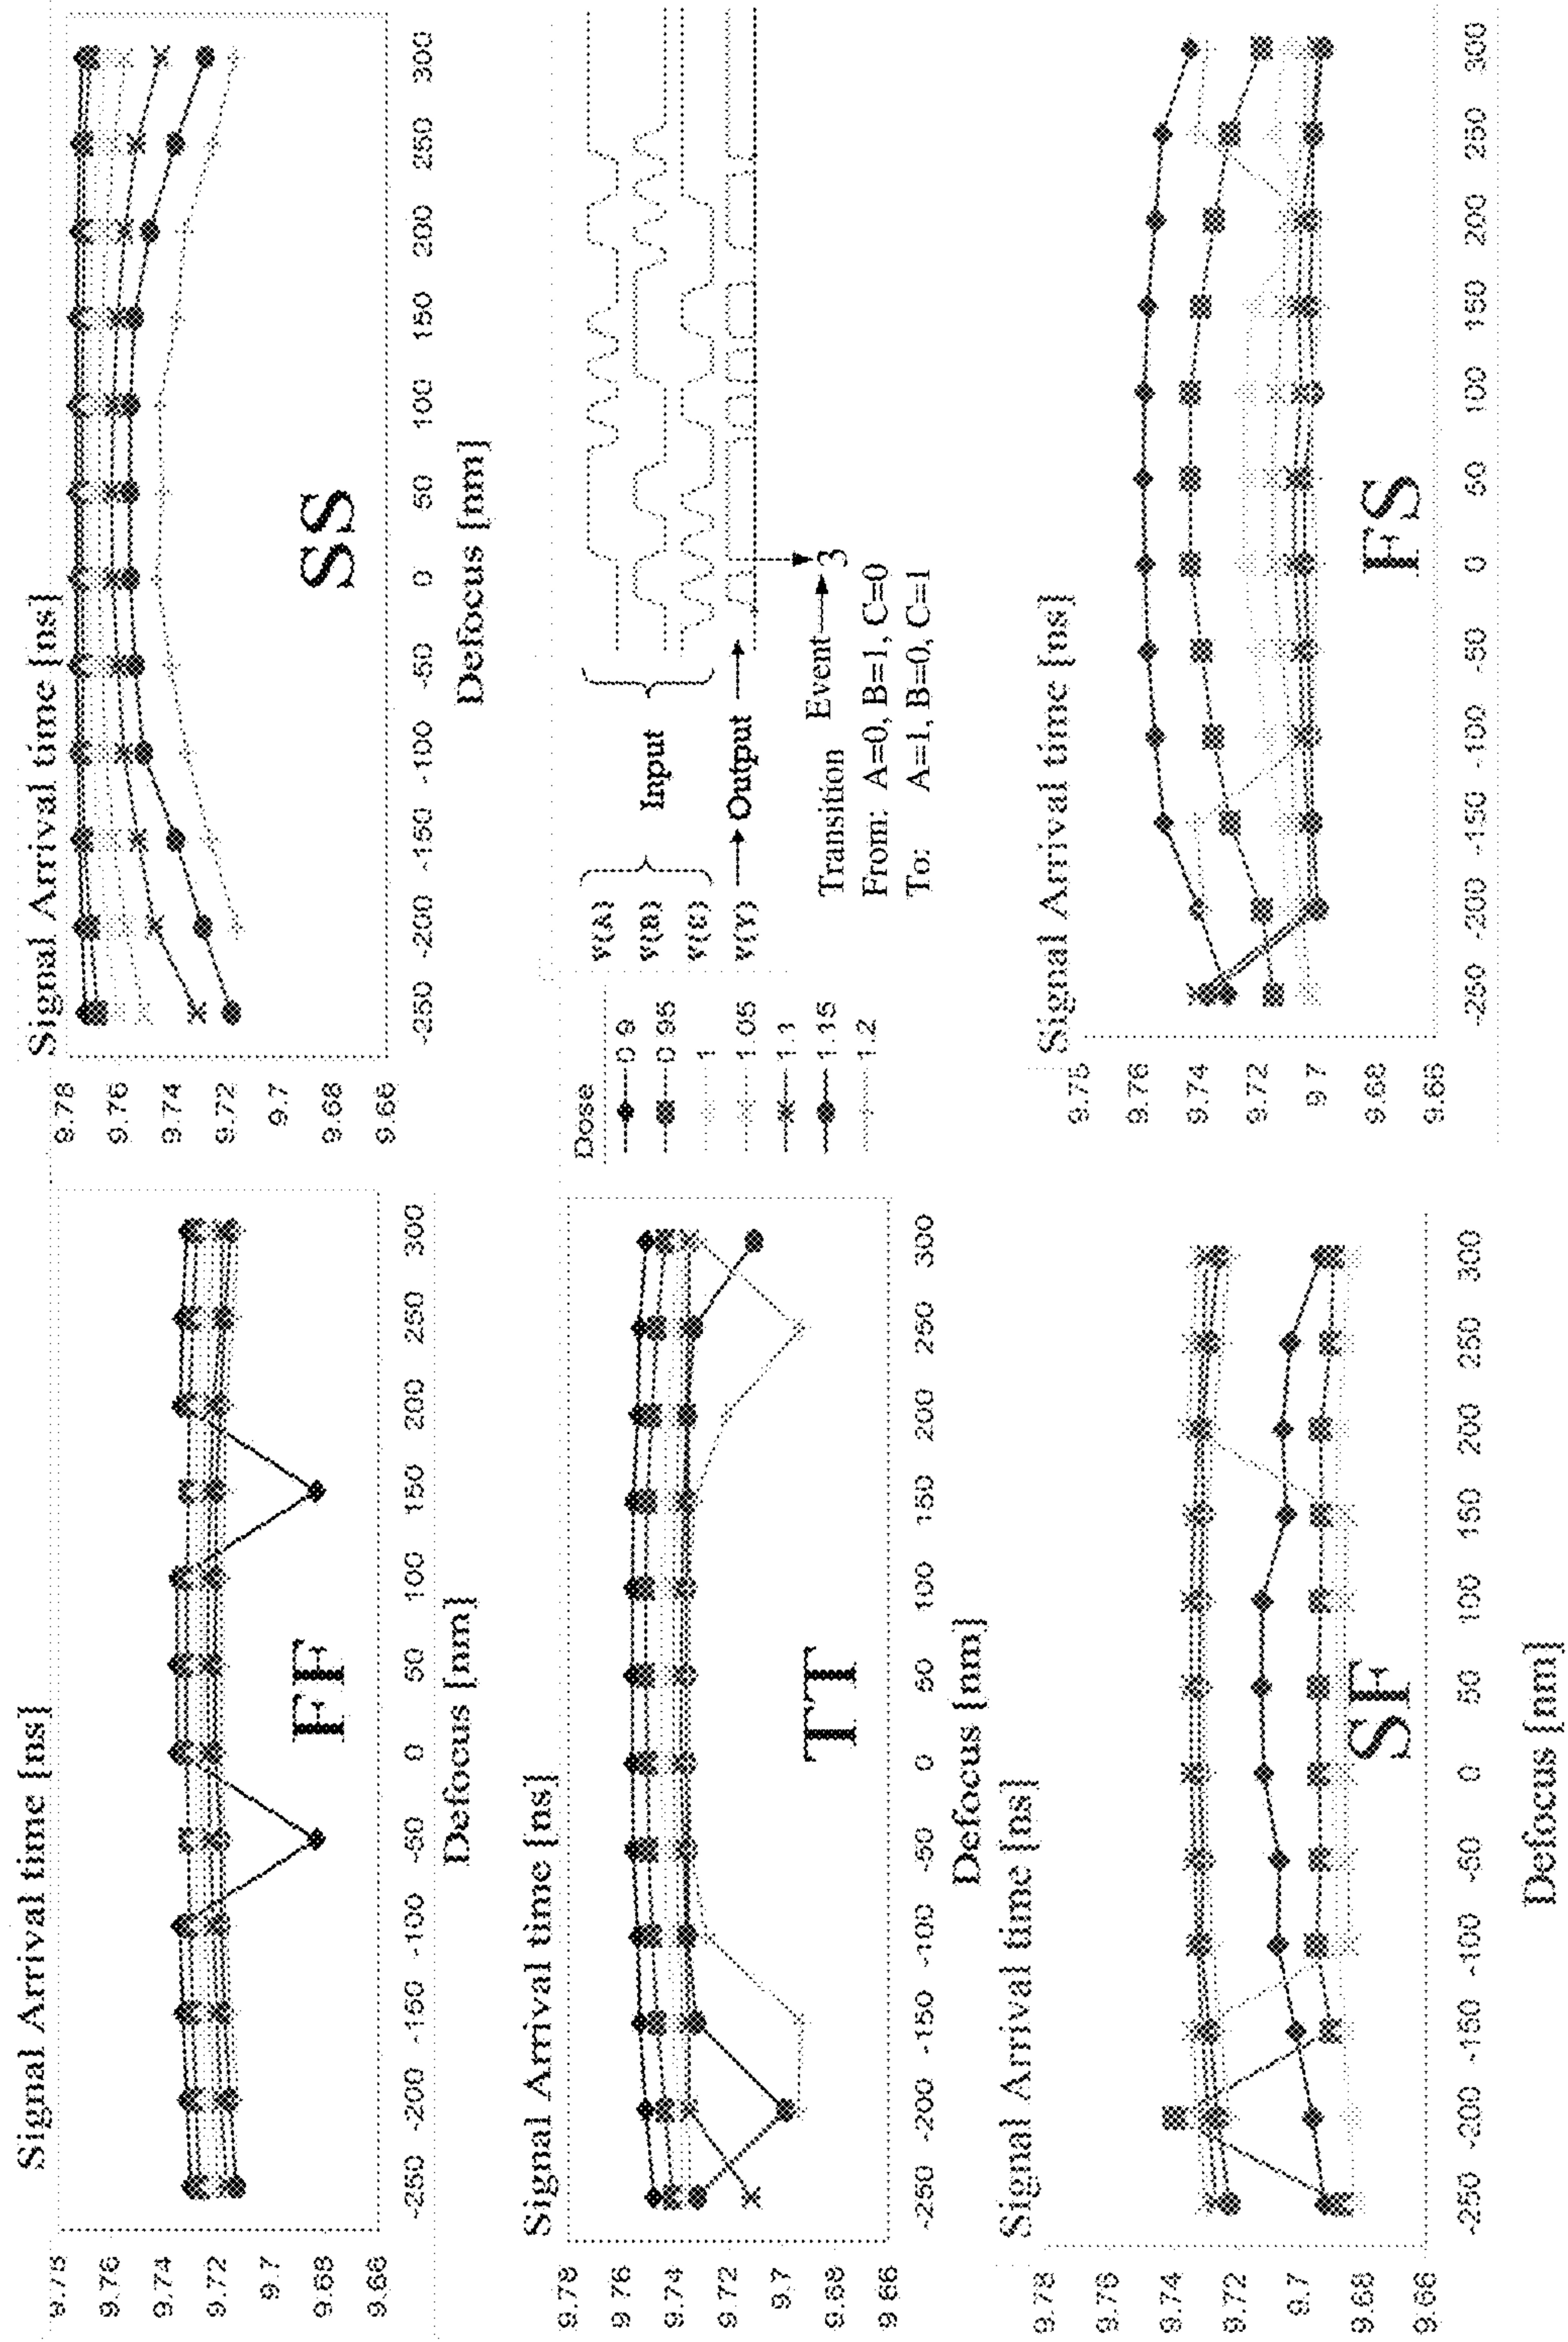 Signal Arrival time [ns]
9.78
9.76
9.74
9.72
9.7
9.68
9.66
-250 -200 -150 -100 -50 0 50 100 150 200 250 300
Defocus [nm]
FF
Signal Arrival time [ns]
9.78
9.76
9.74
9.72
9.7
9.68
9.66
-250 -200 -150 -100 -50 0 50 100 150 200 250 300
Defocus [nm]
SS
Signal Arrival time [ns]
9.78
9.76
9.74
9.72
9.7
9.68
9.66
-250 -200 -150 -100 -50 0 50 100 150 200 250 300
Defocus [nm]
TT
Dose
0.9
0.95
1
1.05
1.1
1.15
1.2
V(A)
V(B)
V(C)
V(Y)
Input
Output
Transition Event 3
From: A=0, B=1, C=0
To: A=1, B=0, C=1
Signal Arrival time [ns]
9.78
9.76
9.74
9.72
9.7
9.68
9.66
-250 -200 -150 -100 -50 0 50 100 150 200 250 300
Defocus [nm]
SF
Signal Arrival time [ns]
9.78
9.76
9.74
9.72
9.7
9.68
9.66
-250 -200 -150 -100 -50 0 50 100 150 200 250 300
FS